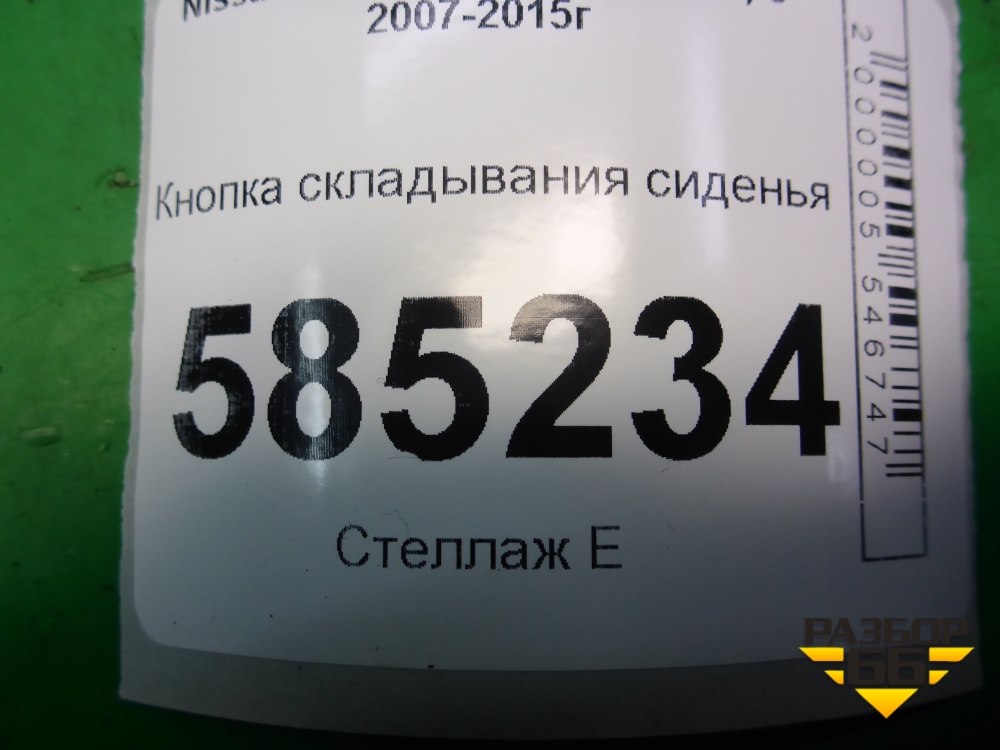 2007-2015г
Кнопка складывания сиденья
585234
Стеллаж Е
2000005546747
РАЗБОР
66